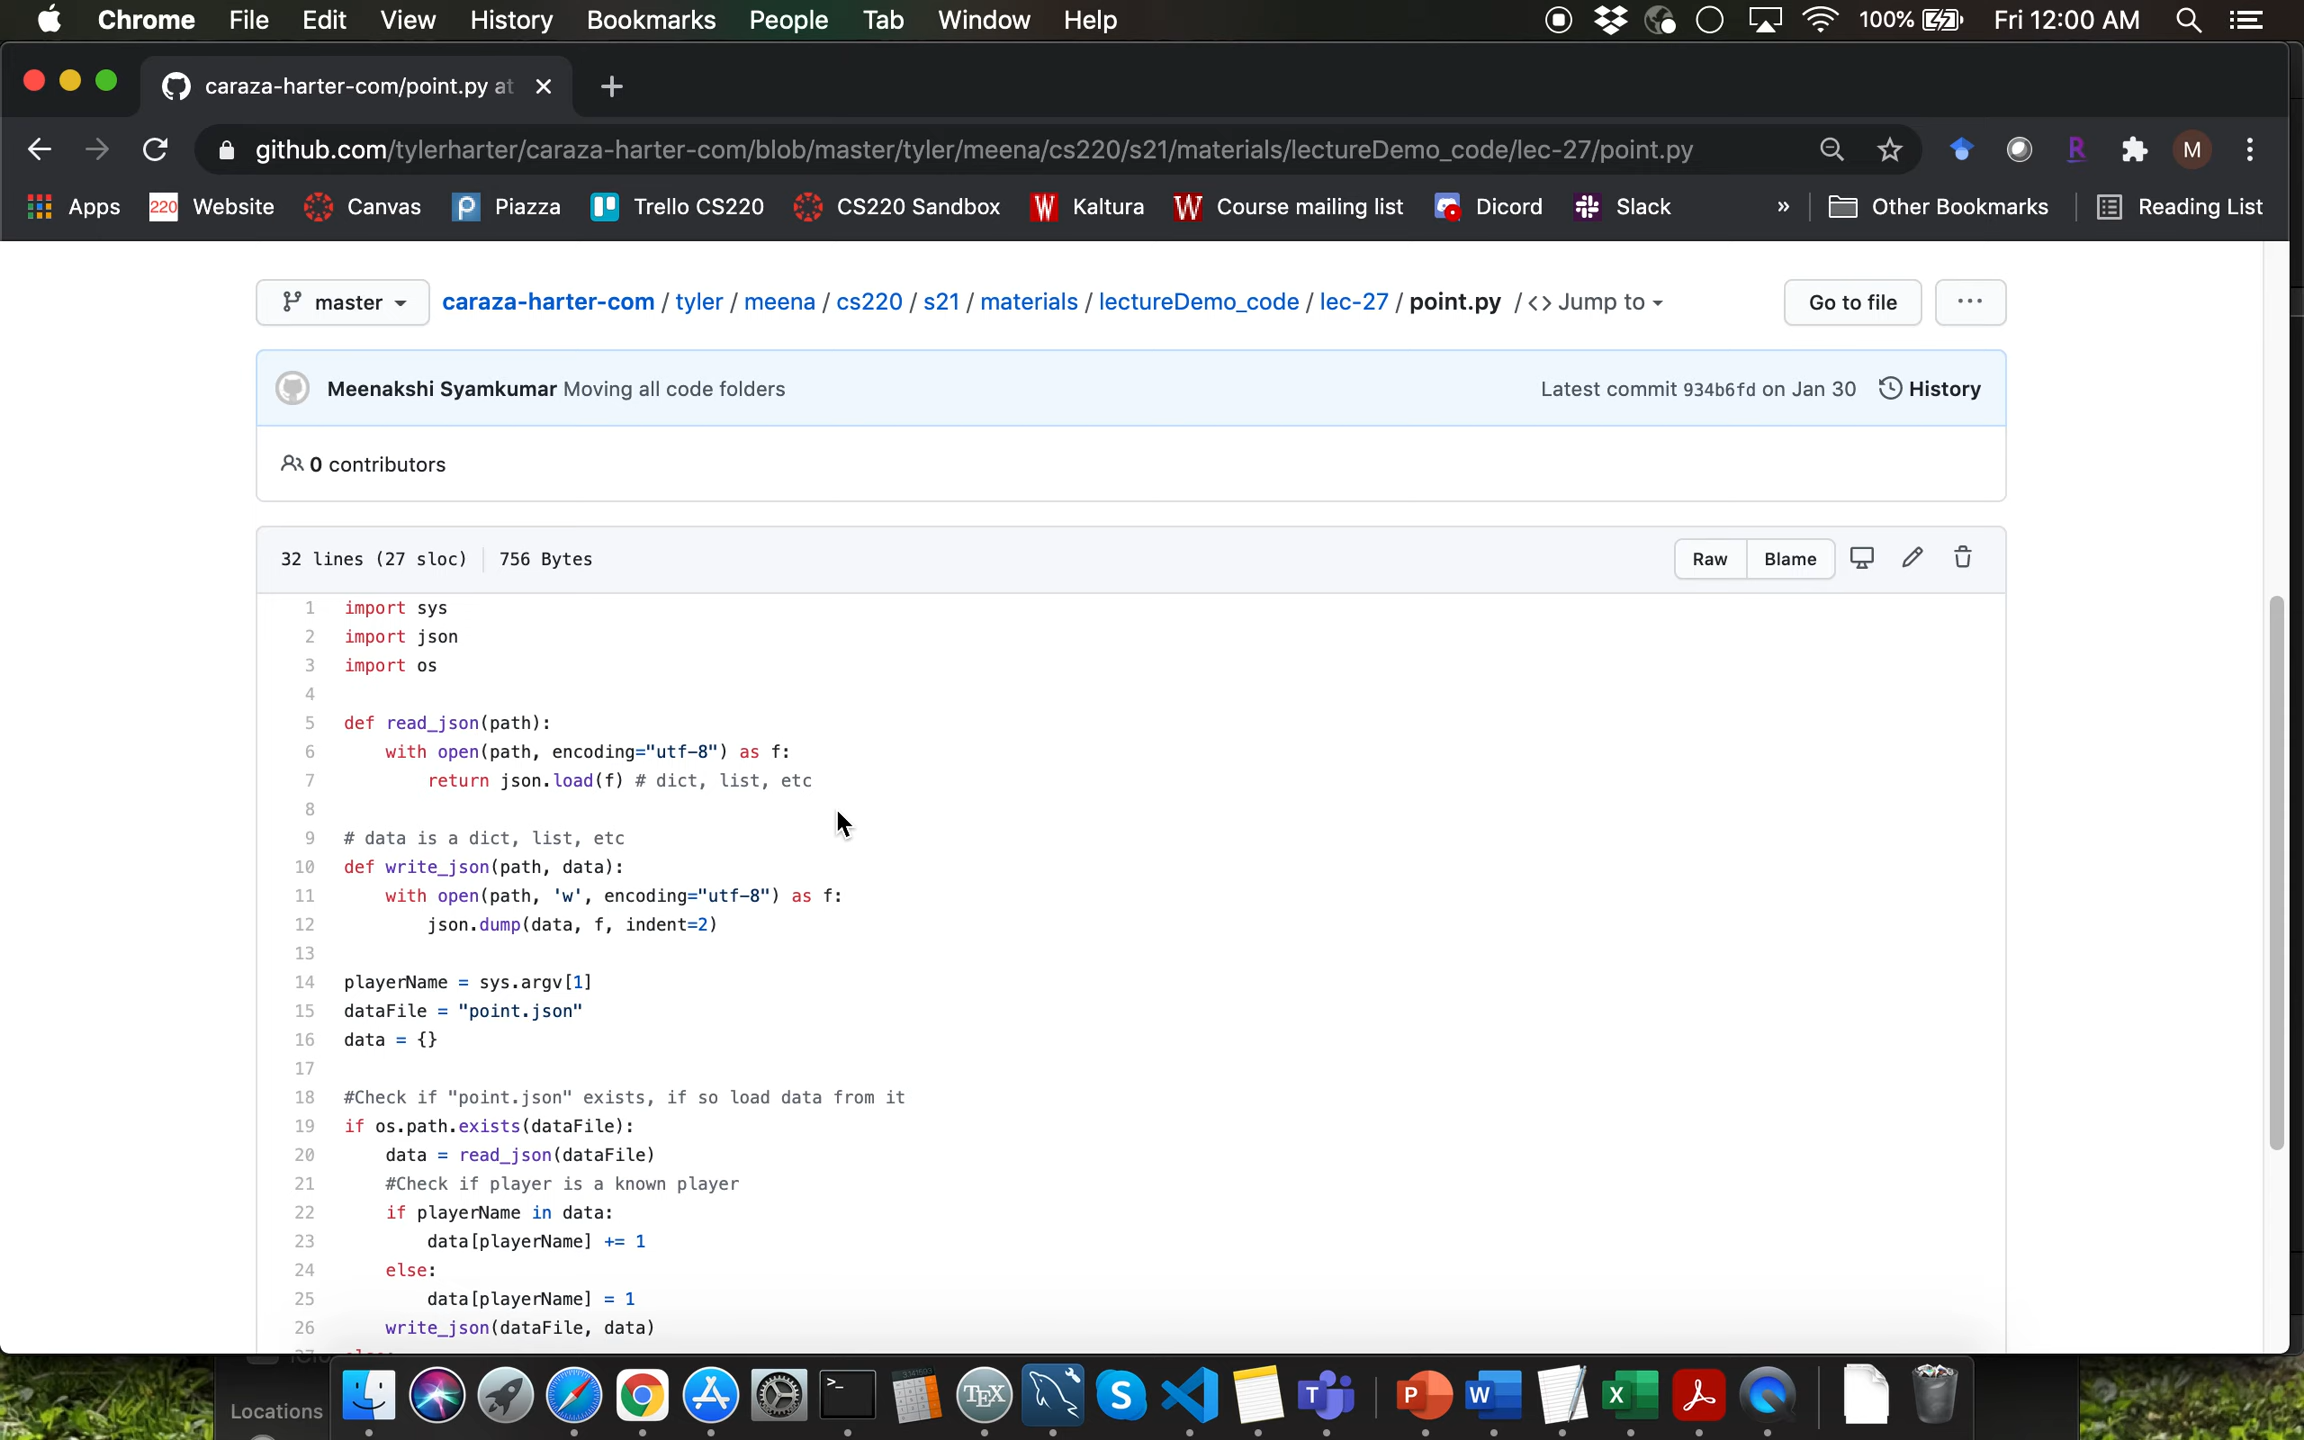 Chrome File Edit View History Bookmarks People Tab Window Help 100% Fri 12:00 AM
caraza-harter-com/point.py at
github.com/tylerharter/caraza-harter-com/blob/master/tyler/meena/cs220/s21/materials/lectureDemo_code/lec-27/point.py R M
Apps 220 Website Canvas Piazza Trello CS220 CS220 Sandbox W Kaltura W Course mailing list Dicord Slack » Other Bookmarks Reading List
master caraza-harter-com / tyler / meena / cs220 / s21 / materials / lectureDemo_code / lec-27 / point.py / <> Jump to Go to file ...
Meenakshi Syamkumar Moving all code folders Latest commit 934b6fd on Jan 30 History
0 contributors
32 lines (27 sloc) 756 Bytes Raw Blame
1 import sys
2 import json
3 import os
4
5 def read_json(path):
6 with open(path, encoding="utf-8") as f:
7 return json.load(f) # dict, list, etc
8
9 # data is a dict, list, etc
10 def write_json(path, data):
11 with open(path, 'w', encoding="utf-8") as f:
12 json.dump(data, f, indent=2)
13
14 playerName = sys.argv[1]
15 dataFile = "point.json"
16 data = {}
17
18 #Check if "point.json" exists, if so load data from it
19 if os.path.exists(dataFile):
20 data = read_json(dataFile)
21 #Check if player is a known player
22 if playerName in data:
23 data[playerName] += 1
24 else:
25 data[playerName] = 1
26 write_json(dataFile, data)
Locations >_ TEX S T P W X